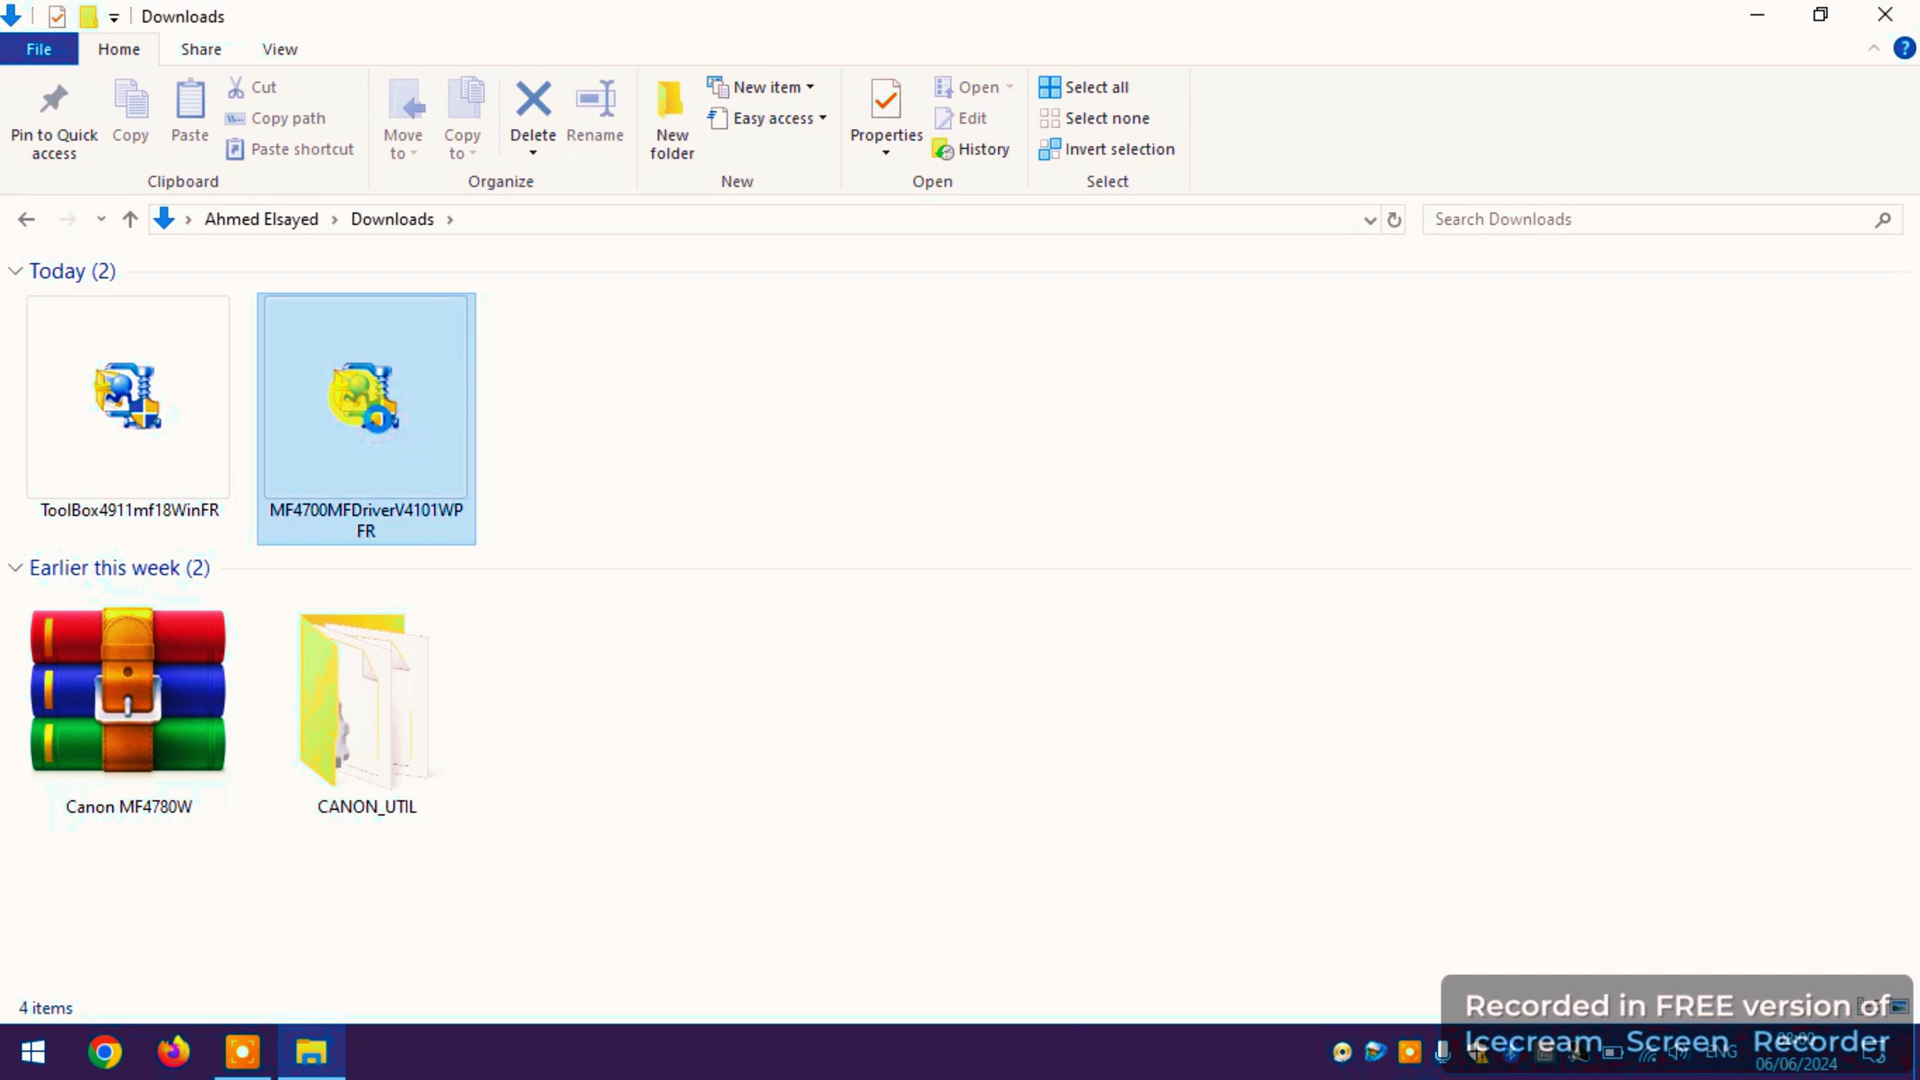 Downloads
File Home Share View
Pin to Quick access
Copy
Paste
Cut
Copy path
Paste shortcut
Clipboard
Move to
Copy to
Delete
Rename
Organize
New folder
New item
Easy access
New
Properties
Open
Edit
History
Open
Select all
Select none
Invert selection
Select
Ahmed Elsayed Downloads
Search Downloads
Today (2)
ToolBox4911mf18WinFR
MF4700MFDriverV4101WP
FR
Earlier this week (2)
Canon MF4780W
CANON_UTIL
4 items
Recorded in FREE version of
Icecream Screen Recorder
ENG
06/06/2024